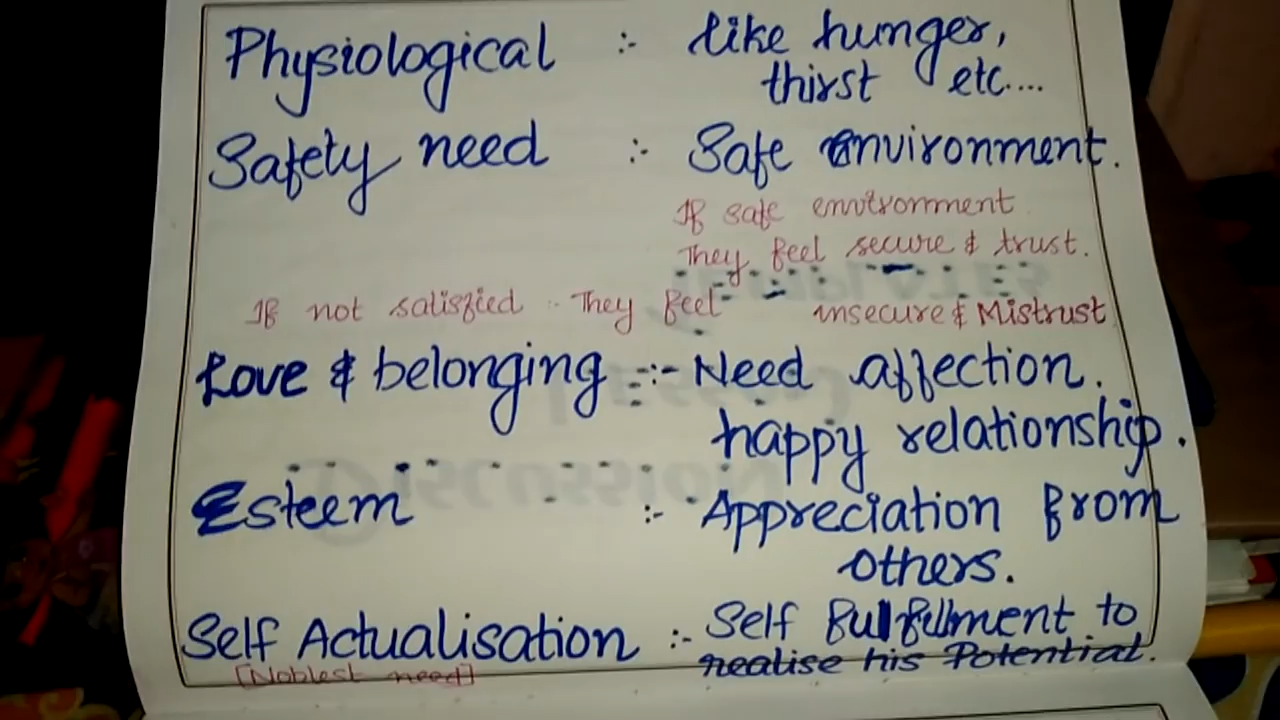 Physiological :- like hunger,
thirst etc....
Safety need :- Safe environment.
If safe environment
They feel secure & trust.
If not satisfied :- They feel insecure & Mistrust
Love & belonging :- Need affection.
happy relationship.
Esteem :- Appreciation from
others.
Self Actualisation :- Self fulfillment to
[Noblest need] realise his Potential.